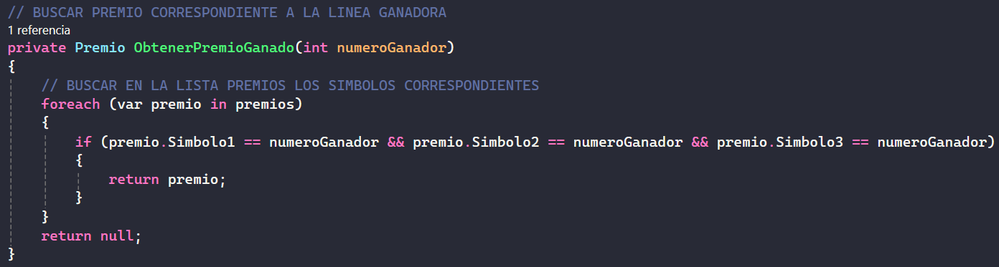 // BUSCAR PREMIO CORRESPONDIENTE A LA LINEA GANADORA
1 referencia
private Premio ObtenerPremioGanado(int numeroGanador)
{
    // BUSCAR EN LA LISTA PREMIOS LOS SIMBOLOS CORRESPONDIENTES
    foreach (var premio in premios)
    {
        if (premio.Simbolo1 == numeroGanador && premio.Simbolo2 == numeroGanador && premio.Simbolo3 == numeroGanador)
        {
            return premio;
        }
    }
    return null;
}